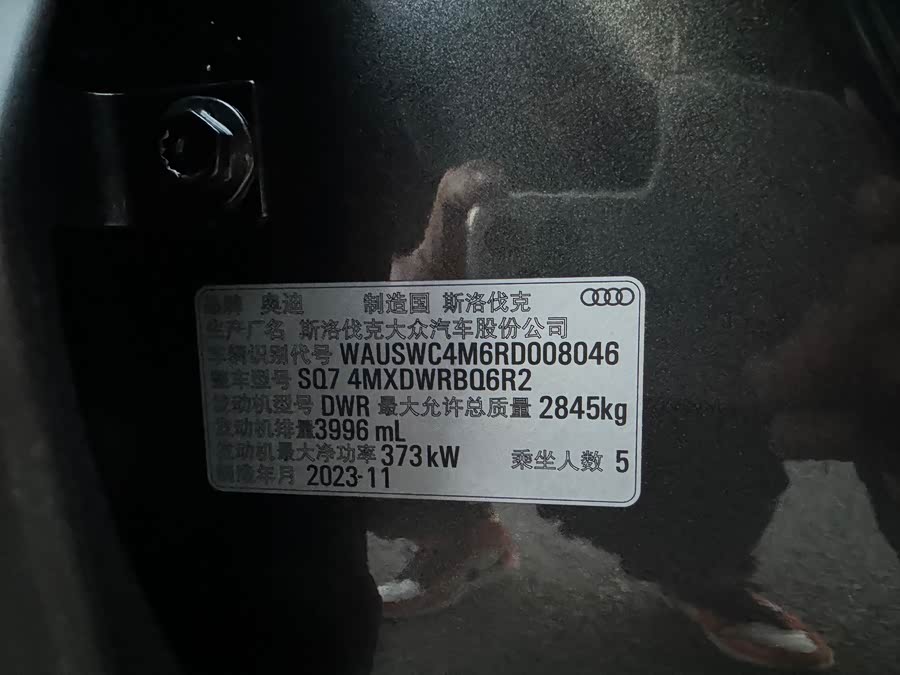 品牌 奥迪 制造国 斯洛伐克
生产厂名 斯洛伐克大众汽车股份公司
车辆识别代号 WAUSWC4M6RD008046
整车型号 SQ7 4MXDWRBQ6R2
发动机型号 DWR 最大允许总质量 2845kg
发动机排量 3996 mL
发动机最大净功率 373 kW 乘坐人数 5
制造年月 2023-11